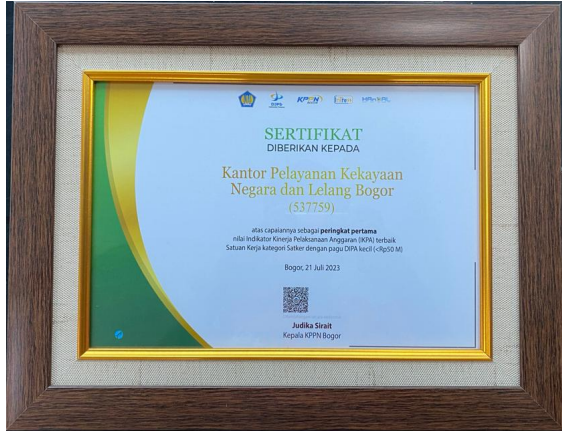 KPPN
SERTIFIKAT
DIBERIKAN KEPADA
Kantor Pelayanan Kekayaan
Negara dan Lelang Bogor
(537759)
atas capaiannya sebagai peringkat pertama
nilai Indikator Kinerja Pelaksanaan Anggaran (IKPA) terbaik
Satuan Kerja kategori Satker dengan pagu DIPA kecil (<Rp50 M)
Bogor, 21 Juli 2023
Judika Sirait
Kepala KPPN Bogor